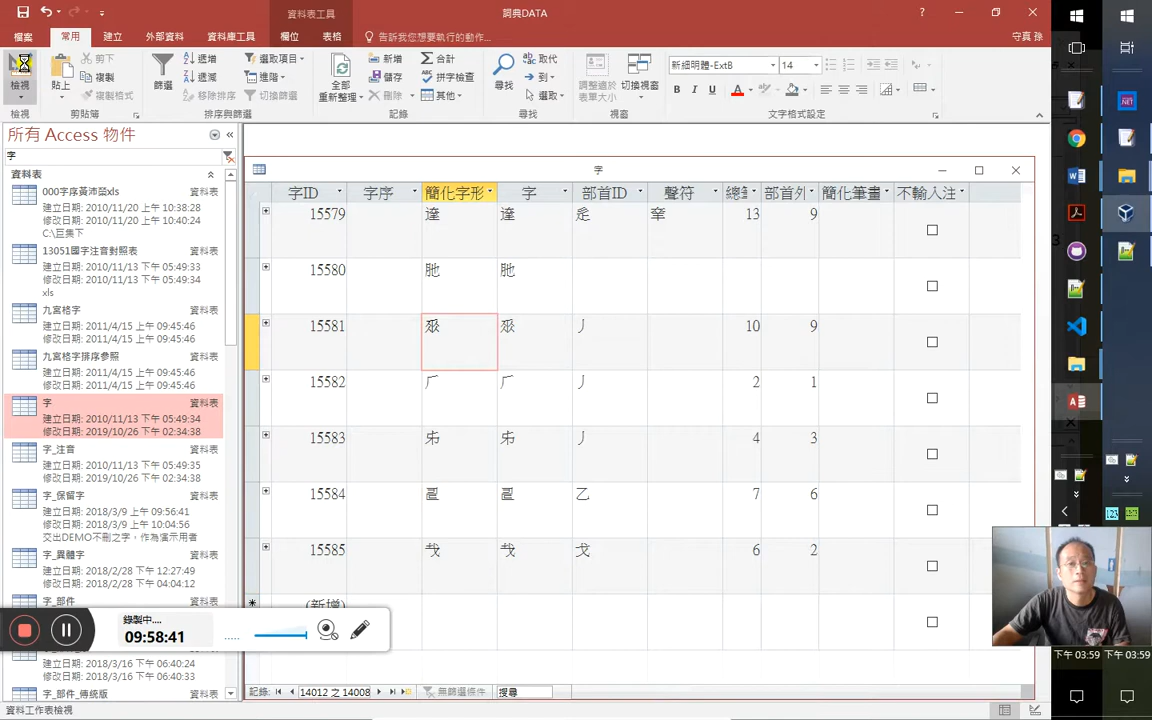 資料表工具
詞典DATA
檔案
常用
建立
外部資料
資料庫工具
欄位
表格
告訴我您想要執行的動作...
守真 孫
檢視
貼上
剪下
複製
複製格式
篩選
遞增
遞減
移除排序
選取項目
進階
切換篩選
全部
重新整理
新增
儲存
刪除
合計
拼字檢查
其他
尋找
取代
到
選取
調整適於
表單大小
切換視窗
新細明體-ExtB
14
檢視
剪貼簿
排序與篩選
記錄
尋找
視窗
文字格式設定
所有 Access 物件
字
資料表
000字序黃沛榮xls 資料表
建立日期: 2010/11/20 上午 10:38:28
修改日期: 2010/11/20 上午 10:40:24
C:\巨集下
13051國字注音對照表 資料表
建立日期: 2010/11/13 下午 05:49:33
修改日期: 2010/11/13 下午 05:49:34
xls
九宮格字 資料表
建立日期: 2011/4/15 上午 09:45:46
修改日期: 2011/4/15 上午 09:45:46
九宮格字排序參照 資料表
建立日期: 2011/4/15 上午 09:45:46
修改日期: 2011/4/15 上午 09:45:46
字 資料表
建立日期: 2010/11/13 下午 05:49:34
修改日期: 2019/10/26 下午 02:34:38
字_注音 資料表
建立日期: 2010/11/13 下午 05:49:35
修改日期: 2019/10/26 下午 02:34:38
字_保留字 資料表
建立日期: 2018/3/9 上午 09:56:41
修改日期: 2018/3/9 上午 10:04:56
交出DEMO不刪之字，作為演示用者
字_異體字 資料表
建立日期: 2018/2/28 下午 12:27:49
修改日期: 2018/2/28 下午 04:04:12
字_部件 資料表
建立日期: 2018/3/16 上午 06:40:24
修改日期: 2018/3/16 上午 06:40:33
字_部件_傳統版 資料表
字
字ID 字序 簡化字形 字 部首ID 聲符 總筆 部首外 簡化筆畫 不輸入注
15579 13 9
15580
15581 丿 10 9
15582 丿 2 1
15583 丿 4 3
15584 乙 7 6
15585 戈 6 2
(新增)
錄製中....
09:58:41
記錄:
14012 之 14008
無篩選條件
搜尋
資料工作表檢視
下午 03:59
下午 03:59